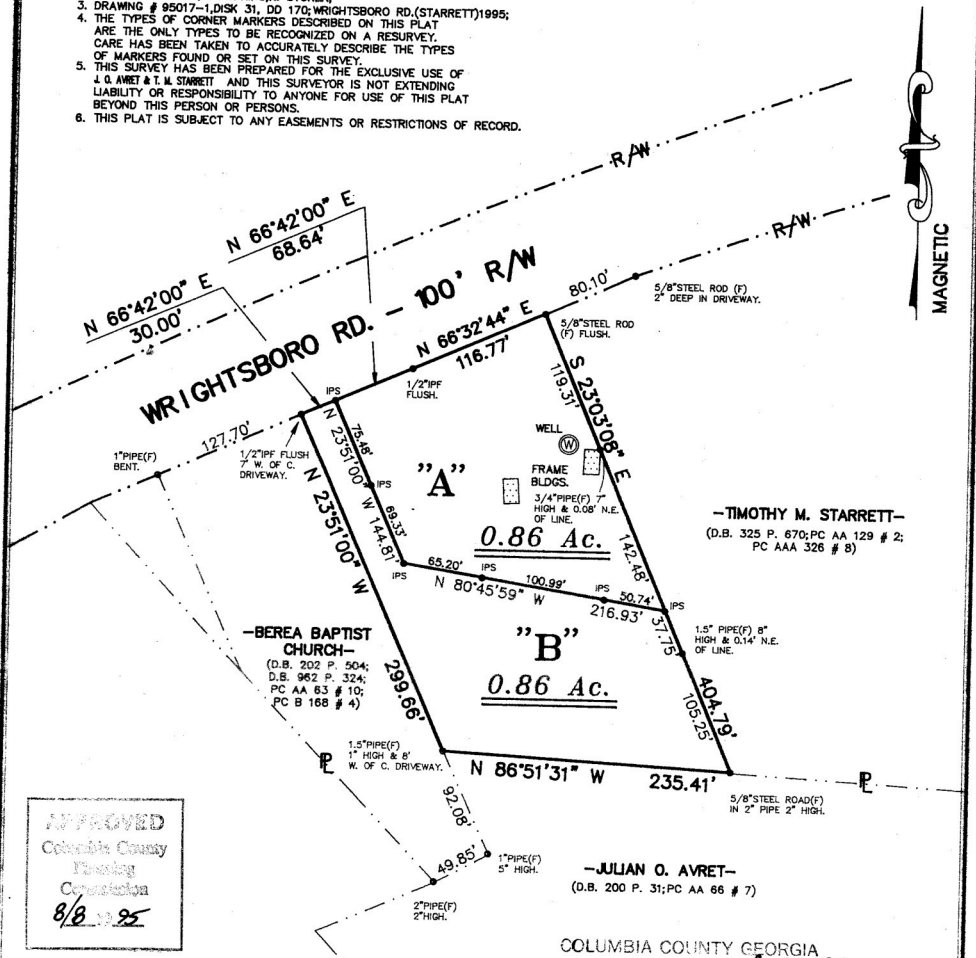 3. DRAWING # 95017-1,DISK 31, DD 170; WRIGHTSBORO RD.(STARRETT)1995;
4. THE TYPES OF CORNER MARKERS DESCRIBED ON THIS PLAT
ARE THE ONLY TYPES TO BE RECOGNIZED ON A RESURVEY.
CARE HAS BEEN TAKEN TO ACCURATELY DESCRIBE THE TYPES
OF MARKERS FOUND OR SET ON THIS SURVEY.
5. THIS SURVEY HAS BEEN PREPARED FOR THE EXCLUSIVE USE OF
J. O. AVRET & T. M. STARRETT AND THIS SURVEYOR IS NOT EXTENDING
LIABILITY OR RESPONSIBILITY TO ANYONE FOR USE OF THIS PLAT
BEYOND THIS PERSON OR PERSONS.
6. THIS PLAT IS SUBJECT TO ANY EASEMENTS OR RESTRICTIONS OF RECORD.
R/W
R/W
MAGNETIC
N 66°42'00" E
68.64'
N 66°42'00" E
30.00'
WRIGHTSBORO RD. - 100' R/W
80.10'
5/8"STEEL ROD (F)
2" DEEP IN DRIVEWAY.
N 66°32'44" E
116.77'
5/8"STEEL ROD
(F) FLUSH.
1/2"IPF
FLUSH.
IPS
127.70'
1"PIPE(F)
BENT.
1/2"IPF FLUSH
7' W. OF C.
DRIVEWAY.
75.48'
N 23°51'00" W 144.81'
69.33'
IPS
IPS
S 23°03'08" E
119.31'
WELL
W
FRAME
BLDGS.
3/4"PIPE(F) 7"
HIGH & 0.08' N.E.
OF LINE.
"A"
0.86 Ac.
142.48'
-TIMOTHY M. STARRETT-
(D.B. 325 P. 670;PC AA 129 # 2;
PC AAA 326 # 8)
65.20'
IPS
100.99'
IPS
50.74'
IPS
N 80°45'59" W
216.93'
N 23°51'00" W
299.66'
"B"
0.86 Ac.
37.75'
1.5" PIPE(F) 8"
HIGH & 0.14' N.E.
OF LINE.
404.79'
105.25'
-BEREA BAPTIST
CHURCH-
(D.B. 202 P. 504;
D.B. 962 P. 324;
PC AA 63 # 10;
PC B 168 # 4)
1.5"PIPE(F)
1" HIGH & 8'
W. OF C. DRIVEWAY.
PL
N 86°51'31" W
235.41'
PL
5/8"STEEL ROAD(F)
IN 2" PIPE 2" HIGH.
92.08'
49.85'
1"PIPE(F)
5" HIGH.
2"PIPE(F)
2"HIGH.
-JULIAN O. AVRET-
(D.B. 200 P. 31;PC AA 66 # 7)
APPROVED
Columbia County
Planning
Commission
8/8 1995
COLUMBIA COUNTY GEORGIA